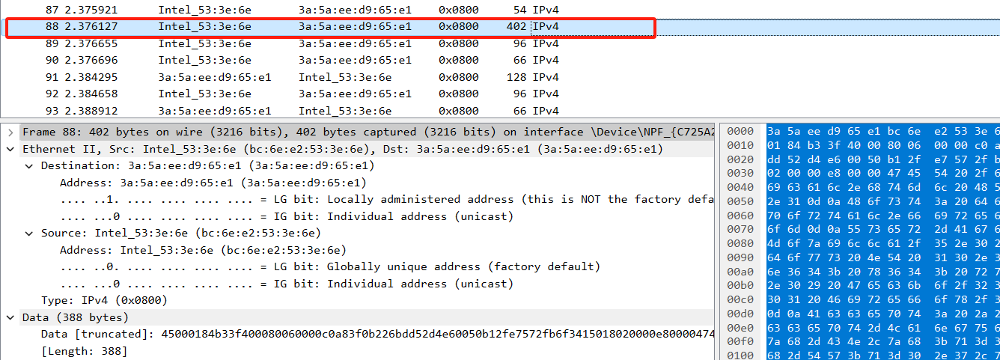 87 2.375921 Intel_53:3e:6e 3a:5a:ee:d9:65:e1 0x0800 54 IPv4
88 2.376127 Intel_53:3e:6e 3a:5a:ee:d9:65:e1 0x0800 402 IPv4
89 2.376655 Intel_53:3e:6e 3a:5a:ee:d9:65:e1 0x0800 96 IPv4
90 2.376696 Intel_53:3e:6e 3a:5a:ee:d9:65:e1 0x0800 66 IPv4
91 2.384295 3a:5a:ee:d9:65:e1 Intel_53:3e:6e 0x0800 128 IPv4
92 2.384658 Intel_53:3e:6e 3a:5a:ee:d9:65:e1 0x0800 96 IPv4
93 2.388912 3a:5a:ee:d9:65:e1 Intel_53:3e:6e 0x0800 66 IPv4
Frame 88: 402 bytes on wire (3216 bits), 402 bytes captured (3216 bits) on interface \Device\NPF_{C725A2
Ethernet II, Src: Intel_53:3e:6e (bc:6e:e2:53:3e:6e), Dst: 3a:5a:ee:d9:65:e1 (3a:5a:ee:d9:65:e1)
Destination: 3a:5a:ee:d9:65:e1 (3a:5a:ee:d9:65:e1)
Address: 3a:5a:ee:d9:65:e1 (3a:5a:ee:d9:65:e1)
.... ..1. .... .... .... .... = LG bit: Locally administered address (this is NOT the factory defa
.... ...0 .... .... .... .... = IG bit: Individual address (unicast)
Source: Intel_53:3e:6e (bc:6e:e2:53:3e:6e)
Address: Intel_53:3e:6e (bc:6e:e2:53:3e:6e)
.... ..0. .... .... .... .... = LG bit: Globally unique address (factory default)
.... ...0 .... .... .... .... = IG bit: Individual address (unicast)
Type: IPv4 (0x0800)
Data (388 bytes)
Data [truncated]: 45000184b33f400080060000c0a83f0b226bdd52d4e60050b12fe7572fb6f3415018020000e80000474
[Length: 388]
0000 3a 5a ee d9 65 e1 bc 6e e2 53 3e 6
0010 01 84 b3 3f 40 00 80 06 00 00 c0 a
0020 dd 52 d4 e6 00 50 b1 2f e7 57 2f b
0030 02 00 00 e8 00 00 47 45 54 20 2f 6
0040 69 63 61 6c 2e 68 74 6d 6c 20 48 5
0050 2e 31 0d 0a 48 6f 73 74 3a 20 64 6
0060 70 6f 72 74 61 6c 2e 66 69 72 65 6
0070 6f 6d 0d 0a 55 73 65 72 2d 41 67 6
0080 4d 6f 7a 69 6c 6c 61 2f 35 2e 30 2
0090 64 6f 77 73 20 4e 54 20 31 30 2e 3
00a0 6e 36 34 3b 20 78 36 34 3b 20 72 7
00b0 2e 30 29 20 47 65 63 6b 6f 2f 32 3
00c0 30 31 20 46 69 72 65 66 6f 78 2f 3
00d0 0d 0a 41 63 63 65 70 74 3a 20 2a 2
00e0 63 63 65 70 74 2d 4c 61 6e 67 75 6
00f0 7a 68 2d 43 4e 2c 7a 68 3b 71 3d 3
0100 68 2d 54 57 3b 71 3d 30 2e 37 2c 7